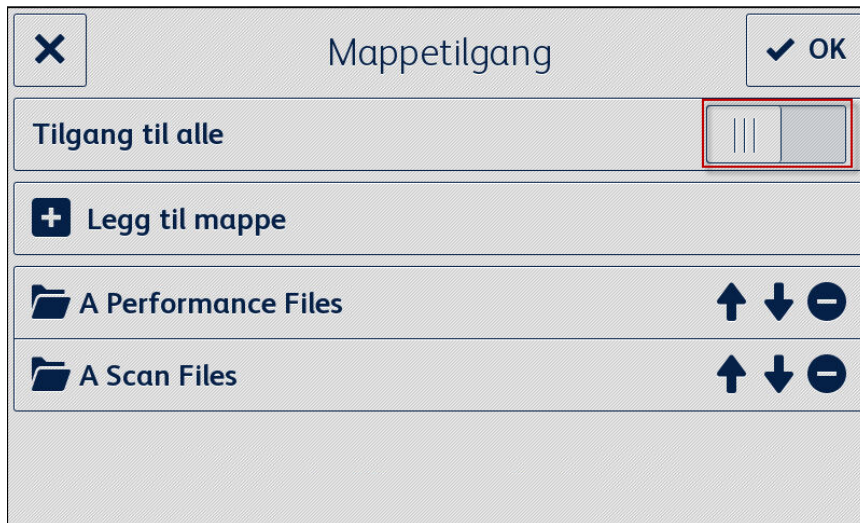 Mappetilgang
OK
Tilgang til alle
Legg til mappe
A Performance Files
A Scan Files